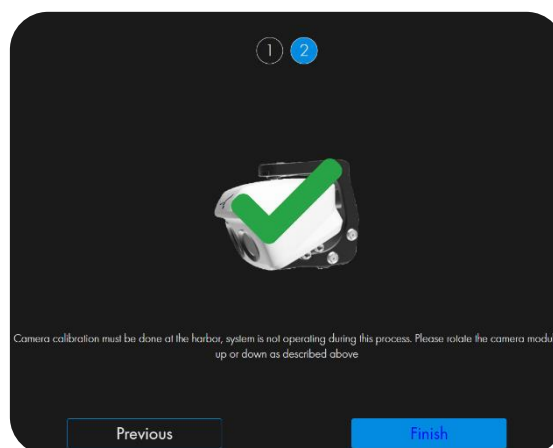 1 2
Camera calibration must be done at the harbor, system is not operating during this process. Please rotate the camera modu
up or down as described above
Previous Finish